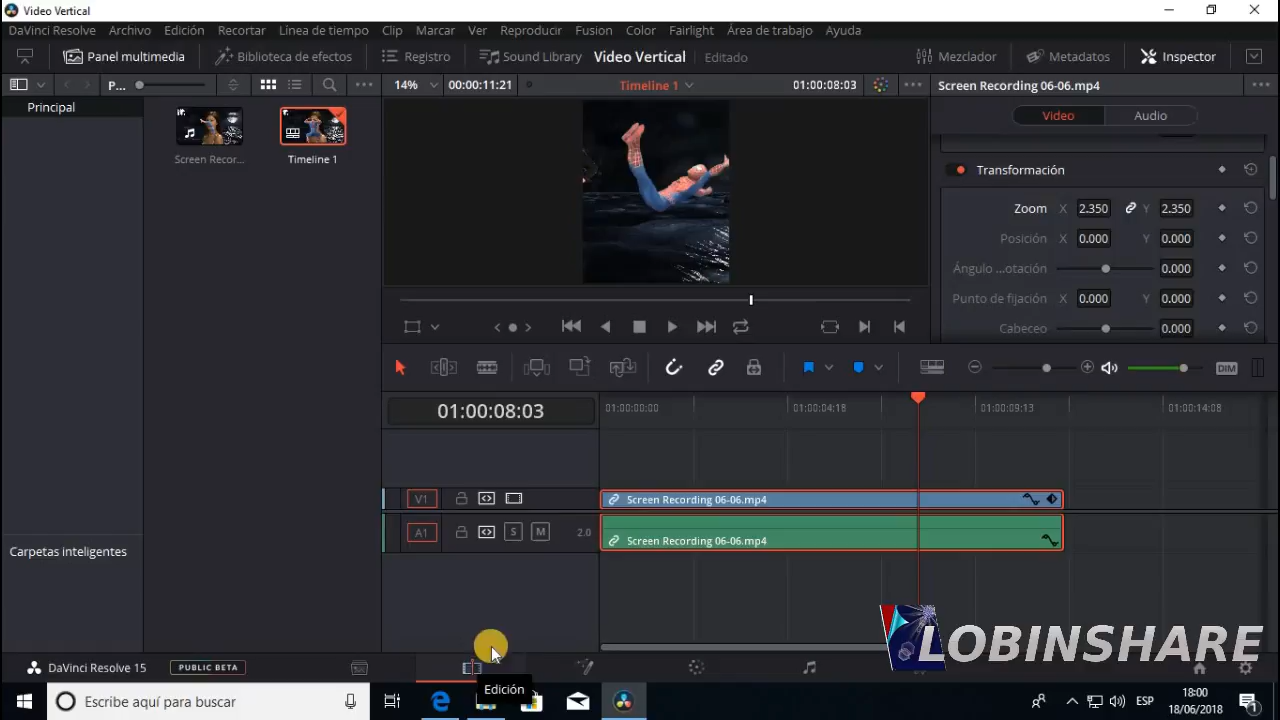 Video Vertical
DaVinci Resolve Archivo Edición Recortar Línea de tiempo Clip Marcar Ver Reproducir Fusion Color Fairlight Área de trabajo Ayuda
Panel multimedia Biblioteca de efectos Registro Sound Library Video Vertical Editado Mezclador Metadatos Inspector
P... 14% 00:00:11:21 Timeline 1 01:00:08:03 Screen Recording 06-06.mp4
Principal
Video Audio
Screen Recor... Timeline 1
Transformación
Zoom X 2.350 Y 2.350
Posición X 0.000 Y 0.000
Ángulo ...otación 0.000
Punto de fijación X 0.000 Y 0.000
Cabeceo 0.000
DIM
01:00:08:03 01:00:00:00 01:00:04:18 01:00:09:13 01:00:14:08
V1 Screen Recording 06-06.mp4
A1 S M 2.0
Screen Recording 06-06.mp4
Carpetas inteligentes
LOBINSHARE
DaVinci Resolve 15 PUBLIC BETA
Edición
Escribe aquí para buscar
ESP
18:00
18/06/2018
1